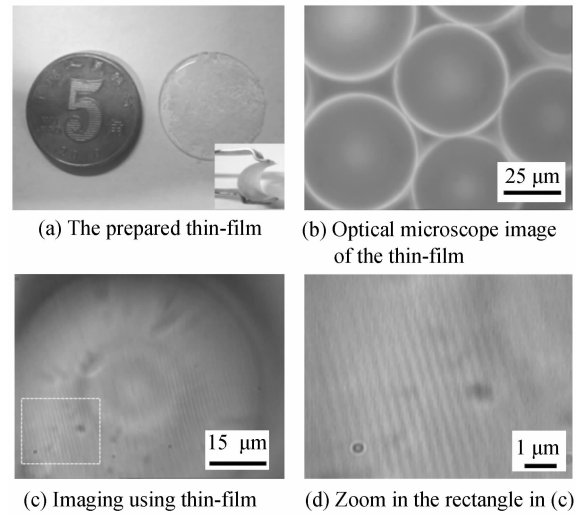 5
(a) The prepared thin-film
25 μm
(b) Optical microscope image
of the thin-film
15 μm
(c) Imaging using thin-film
1 μm
(d) Zoom in the rectangle in (c)